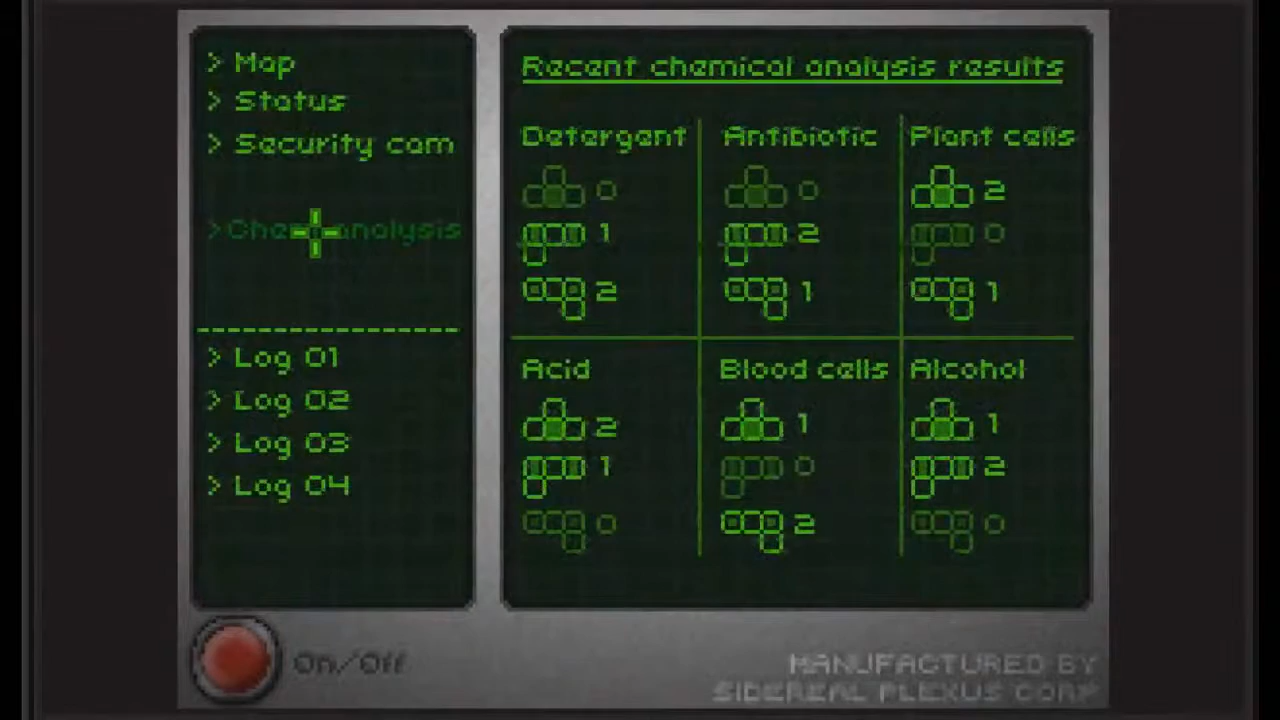 > Map
> Status
> Security cam
> Chem analysis
> Log 01
> Log 02
> Log 03
> Log 04
Recent chemical analysis results
Detergent
0
1
2
Antibiotic
0
2
1
Plant cells
2
0
1
Acid
2
1
0
Blood cells
1
0
2
Alcohol
1
2
0
On/Off
MANUFACTURED BY
SIDEREAL PLEXUS CORP